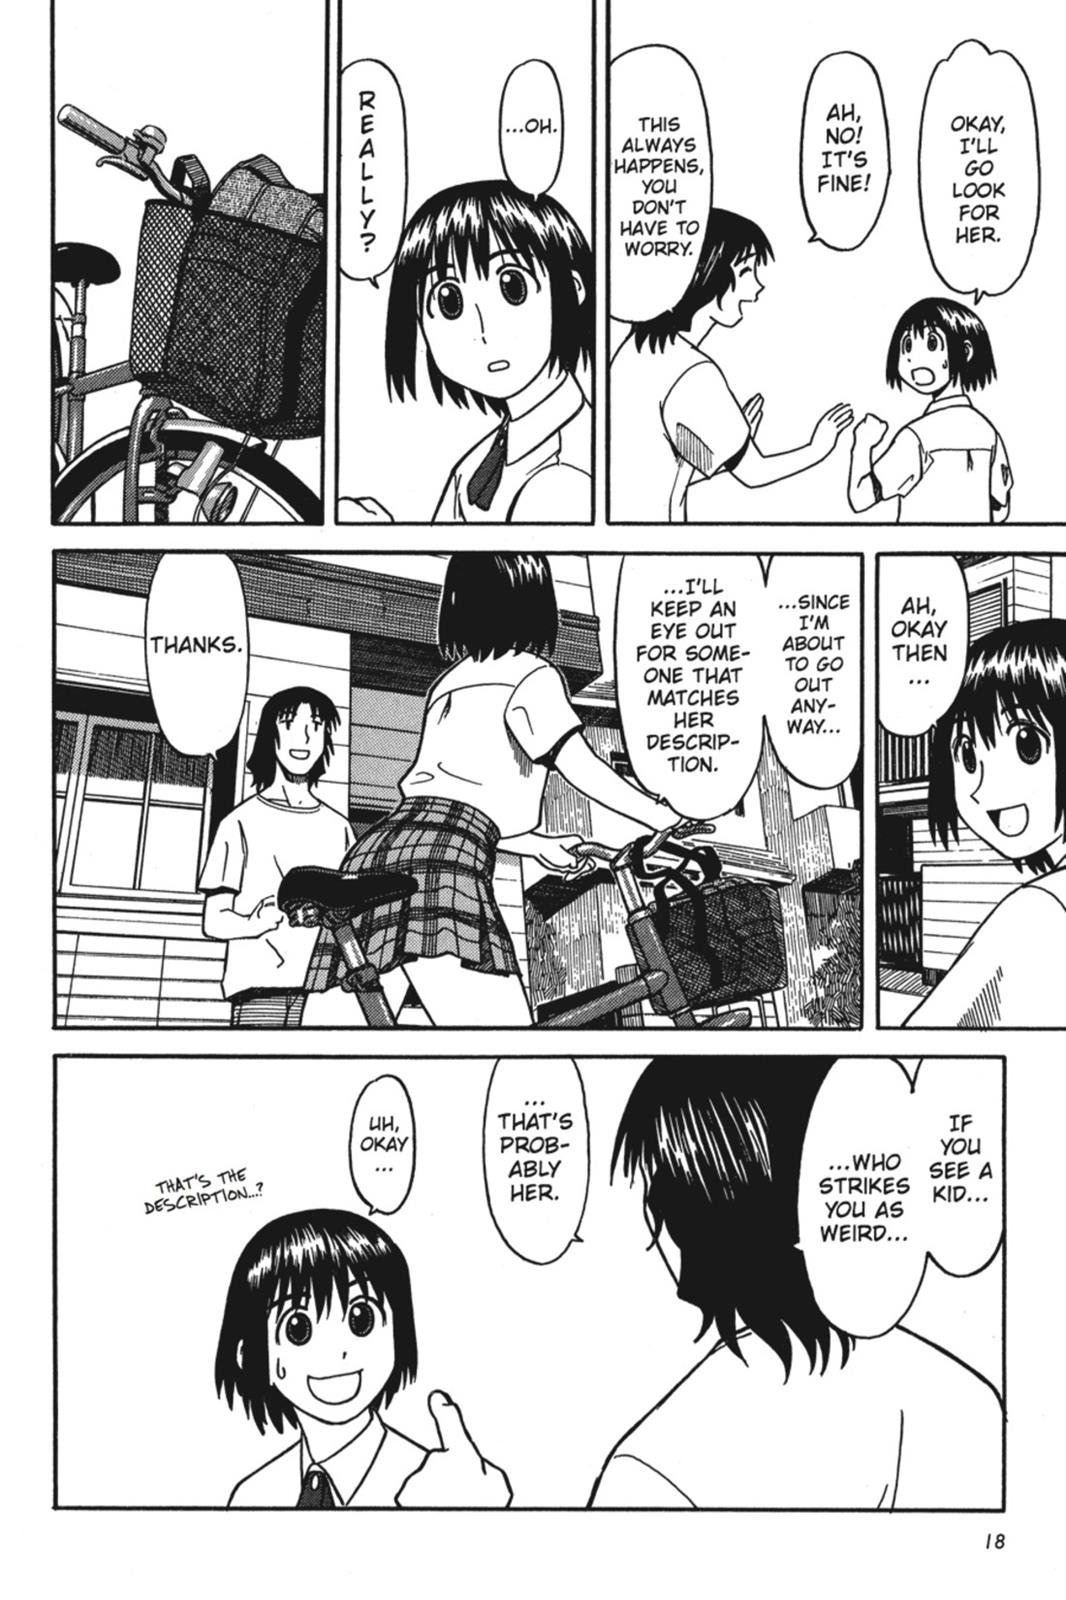 OKAY,
I'LL
GO
LOOK
FOR
HER.
AH,
NO!
IT'S
FINE!
THIS
ALWAYS
HAPPENS,
YOU
DON'T
HAVE TO
WORRY.
...OH.
REALLY?
AH,
OKAY
THEN
...
...SINCE
I'M
ABOUT
TO GO
OUT
ANY-
WAY...
...I'LL
KEEP AN
EYE OUT
FOR SOME-
ONE THAT
MATCHES
HER
DESCRIP-
TION.
THANKS.
IF
YOU
SEE A
KID...
...WHO
STRIKES
YOU AS
WEIRD...
...
THAT'S
PROB-
ABLY
HER.
UH,
OKAY
...
THAT'S THE
DESCRIPTION...?
18